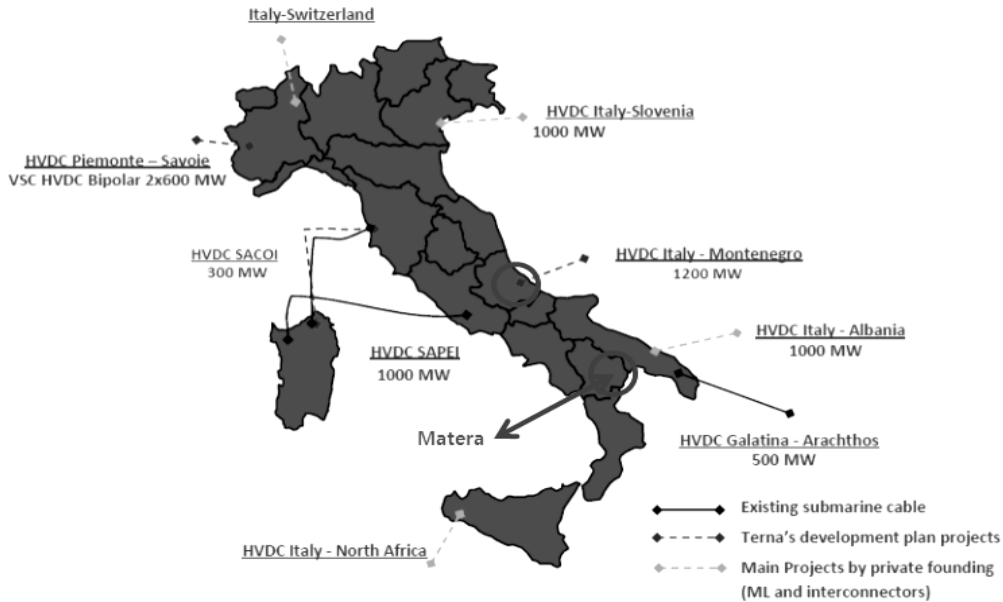 Italy-Switzerland
HVDC Italy-Slovenia
1000 MW
HVDC Piemonte – Savoie
VSC HVDC Bipolar 2x600 MW
HVDC SACOI
300 MW
HVDC Italy - Montenegro
1200 MW
HVDC Italy - Albania
1000 MW
HVDC SAPEI
1000 MW
Matera
HVDC Galatina - Arachthos
500 MW
Existing submarine cable
Terna's development plan projects
HVDC Italy - North Africa
Main Projects by private founding
(ML and interconnectors)